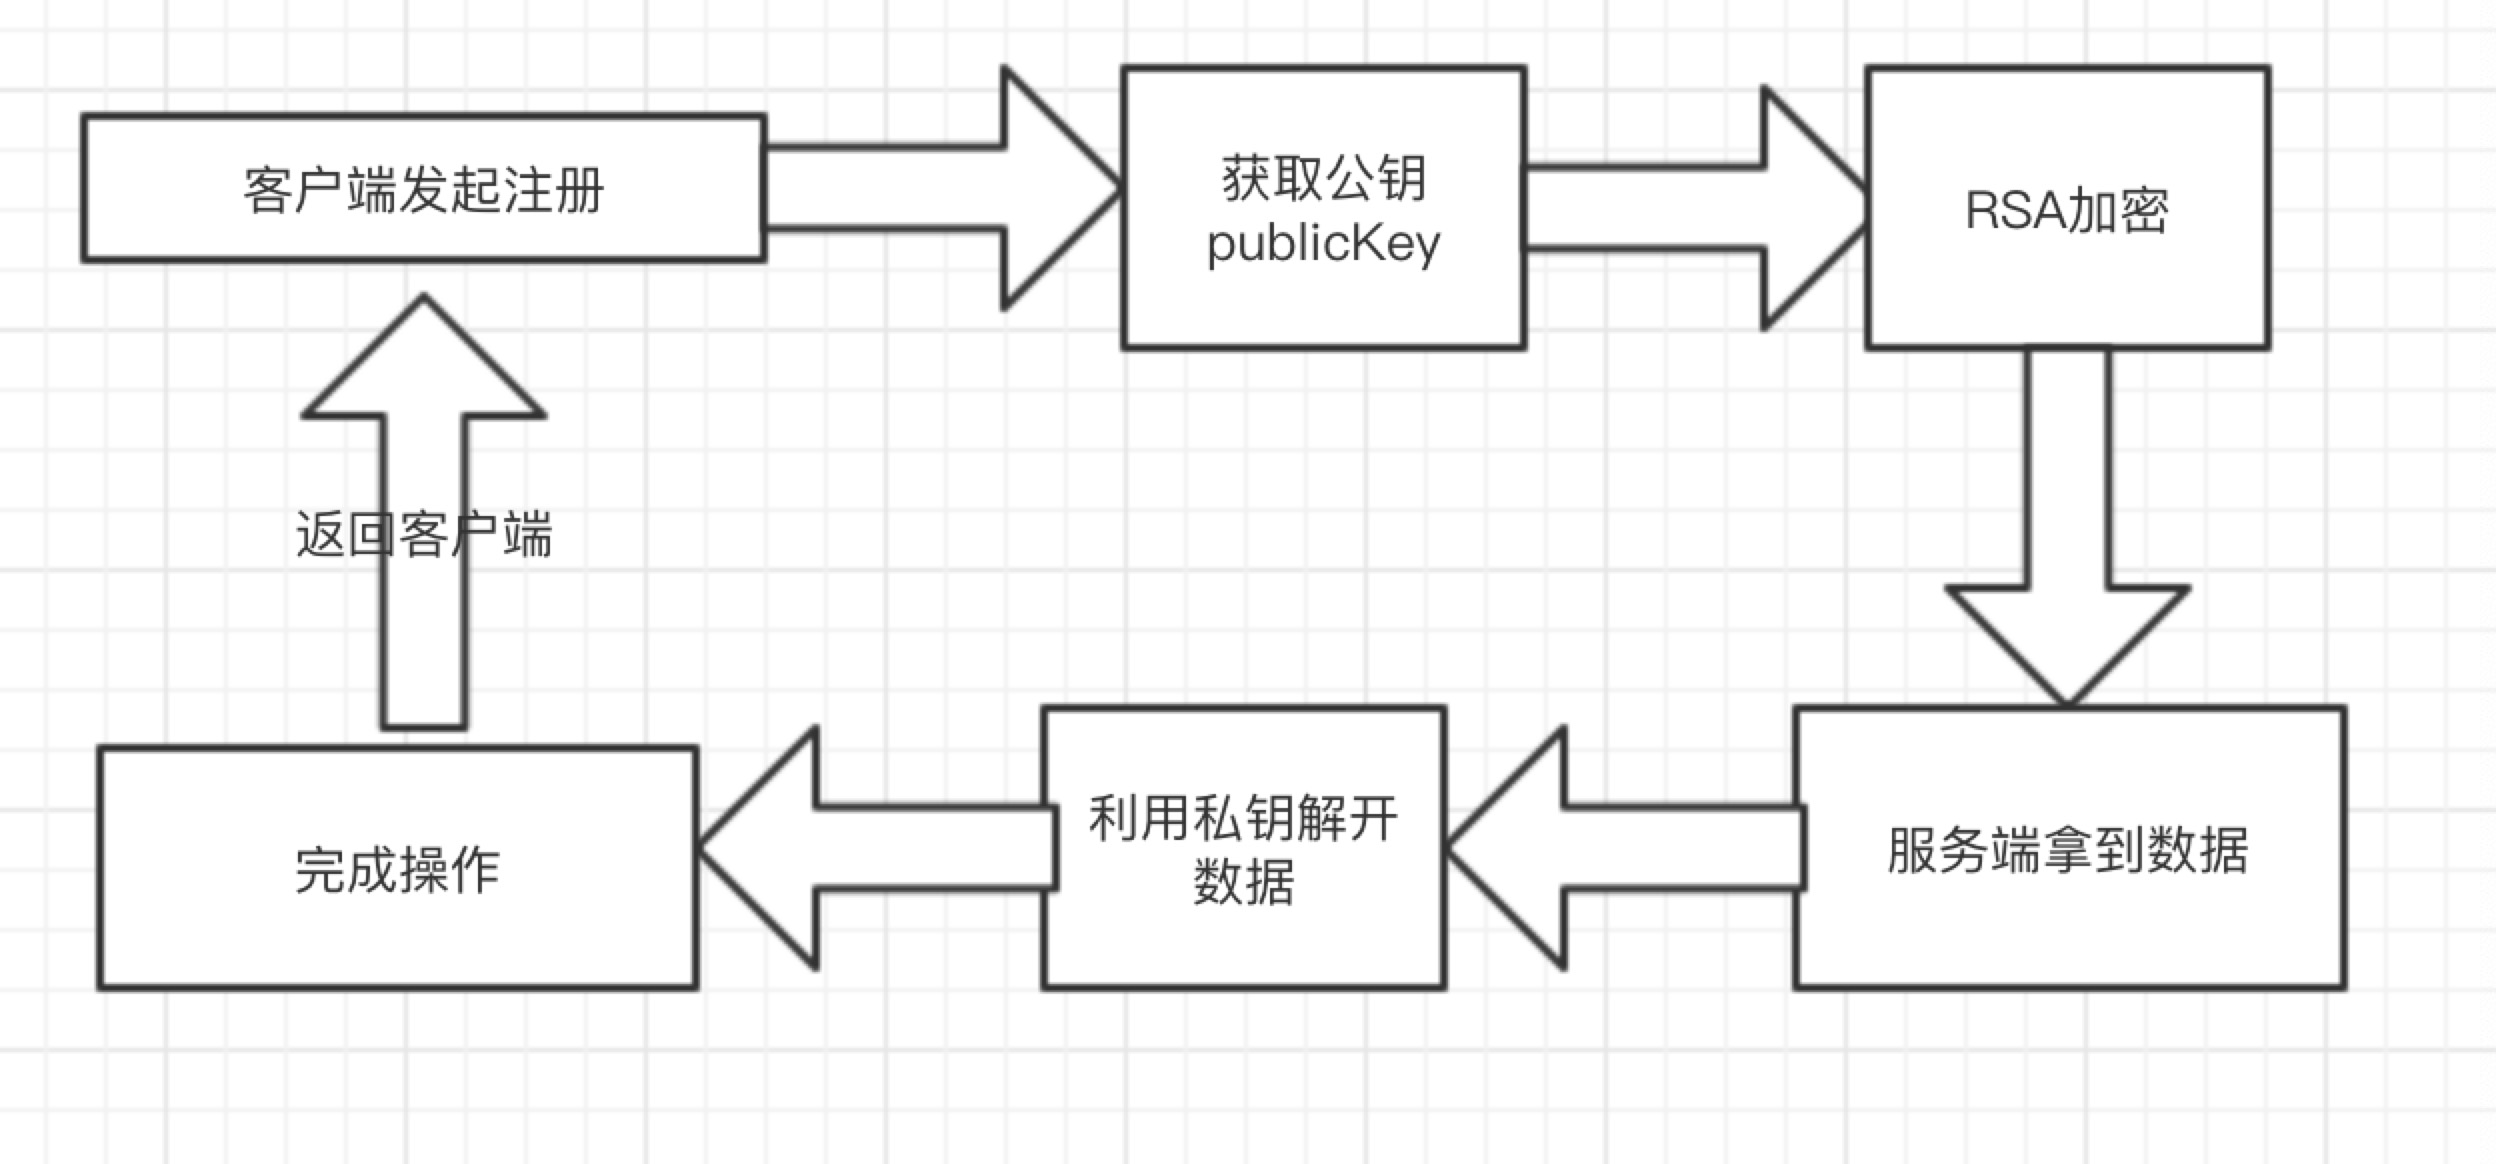 客户端发起注册
获取公钥
publicKey
RSA加密
返回客户端
完成操作
利用私钥解开
数据
服务端拿到数据